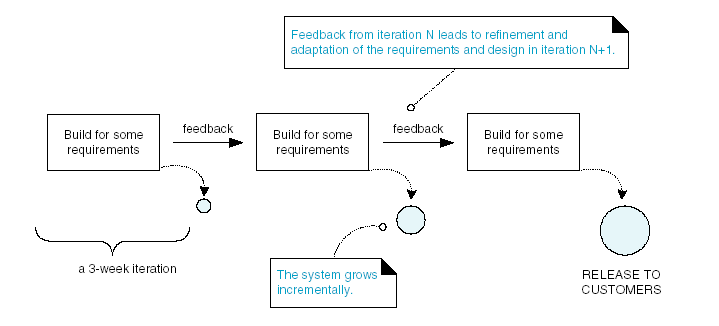 Feedback from iteration N leads to refinement and
adaptation of the requirements and design in iteration N+1.
Build for some
requirements
feedback
Build for some
requirements
feedback
Build for some
requirements
a 3-week iteration
The system grows
incrementally.
RELEASE TO
CUSTOMERS